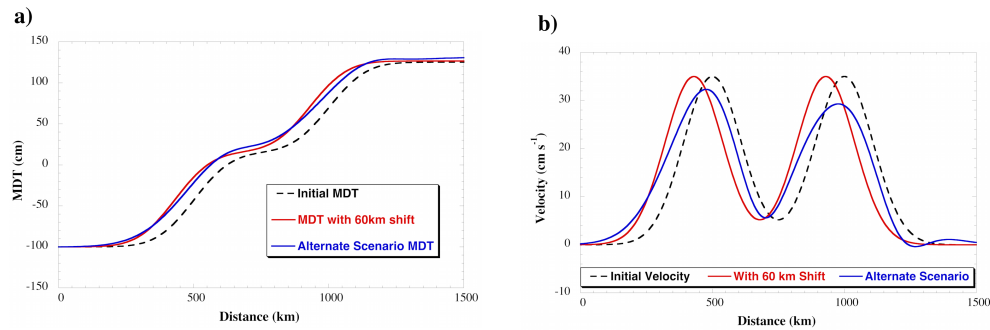 a)
150
100
50
0
-50
-100
-150
MDT (cm)
0 500 1000 1500
Distance (km)
Initial MDT
MDT with 60km shift
Alternate Scenario MDT
b)
40
30
20
10
0
-10
Velocity (cm s⁻¹)
0 500 1000 1500
Distance (km)
Initial Velocity With 60 km Shift Alternate Scenario